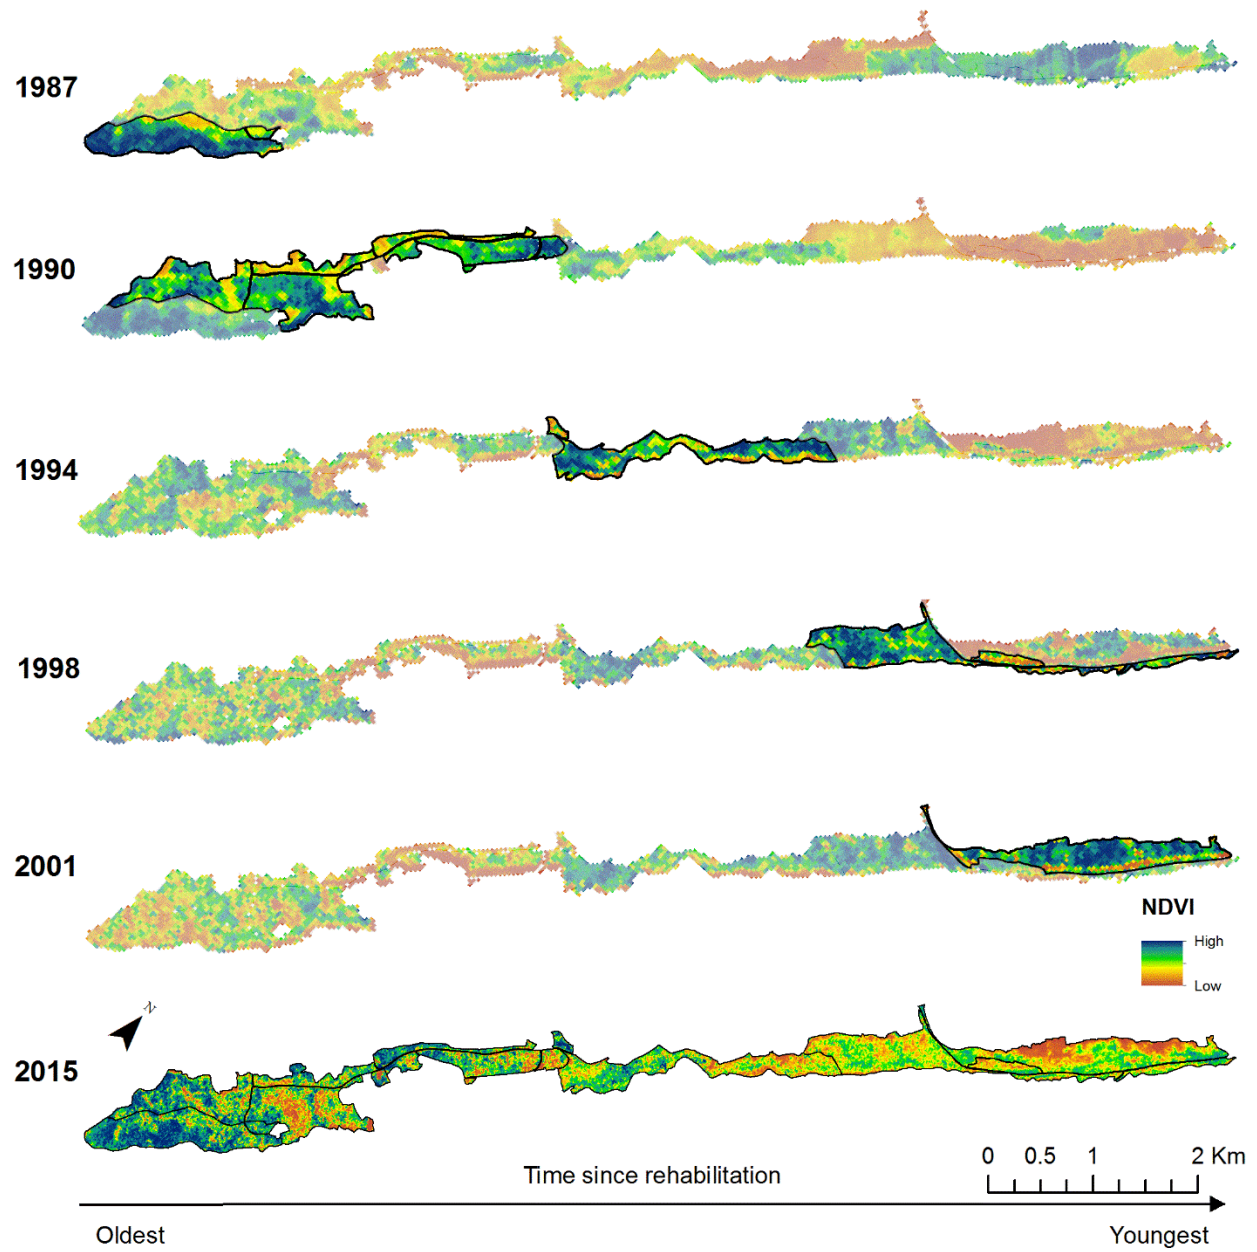 1987
1990
1994
1998
2001
NDVI
High
Low
N
2015
0 0.5 1 2 Km
Time since rehabilitation
Oldest
Youngest